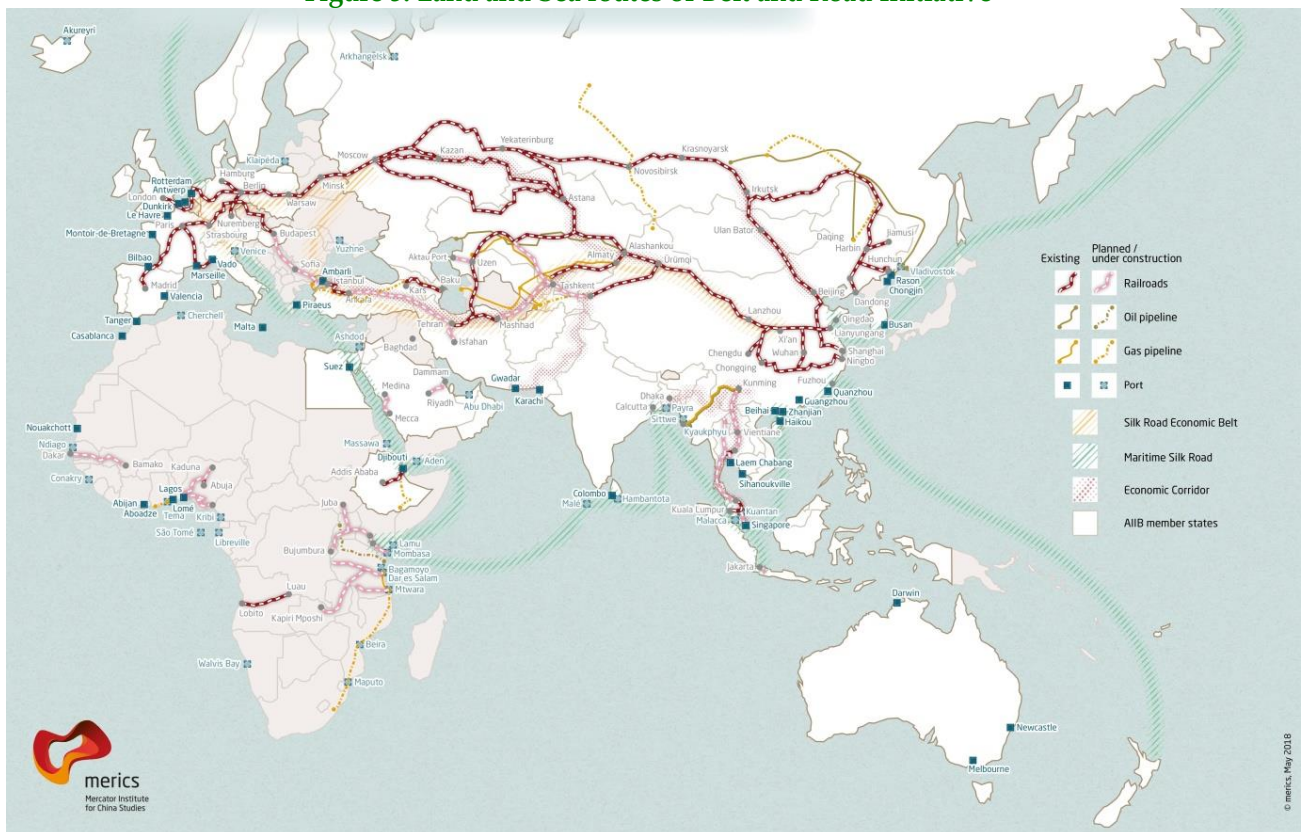 Akureyri
Arkhangelsk
Klaipėda
Moscow
Kazan
Yekaterinburg
Novosibirsk
Krasnoyarsk
Irkutsk
Hamburg
Rotterdam
Antwerp
London
Dunkirk
Le Havre
Berlin
Minsk
Warsaw
Paris
Nuremberg
Strasbourg
Montoir-de-Bretagne
Budapest
Astana
Ulan Bator
Daqing
Jiamusi
Harbin
Hunchun
Vladivostok
Rason
Chongjin
Bilbao
Venice
Yuzhne
Aktau Port
Uzen
Almaty
Alashankou
Ürümqi
Marseille
Vado
Madrid
Valencia
Sofia
Ambarli
Istanbul
Ankara
Kars
Baku
Tashkent
Beijing
Dandong
Tanger
Casablanca
Cherchell
Malta
Piraeus
Tehran
Mashhad
Isfahan
Lanzhou
Qingdao
Lianyungang
Busan
Xi'an
Wuhan
Shanghai
Ningbo
Chengdu
Chongqing
Ashdod
Baghdad
Suez
Medina
Mecca
Dammam
Riyadh
Abu Dhabi
Gwadar
Karachi
Dhaka
Calcutta
Payra
Sittwe
Kyaukphyu
Kunming
Fuzhou
Quanzhou
Guangzhou
Beihai
Zhanjian
Haikou
Vientiane
Nouakchott
Ndiago
Dakar
Bamako
Conakry
Kaduna
Abuja
Massawa
Djibouti
Aden
Addis Ababa
Lagos
Lomé
Abijan
Aboadze
Tema
Kribi
São Tomé
Libreville
Juba
Bujumbura
Lamu
Mombasa
Bagamoyo
Dar es Salam
Mtwara
Colombo
Hambantota
Malé
Laem Chabang
Sihanoukville
Kuala Lumpur
Kuantan
Malacca
Singapore
Jakarta
Luau
Lobito
Kapiri Mposhi
Walvis Bay
Beira
Maputo
Darwin
Newcastle
Melbourne
Existing
Planned /
under construction
Railroads
Oil pipeline
Gas pipeline
Port
Silk Road Economic Belt
Maritime Silk Road
Economic Corridor
AIIB member states
merics
Mercator Institute
for China Studies
© merics, May 2018